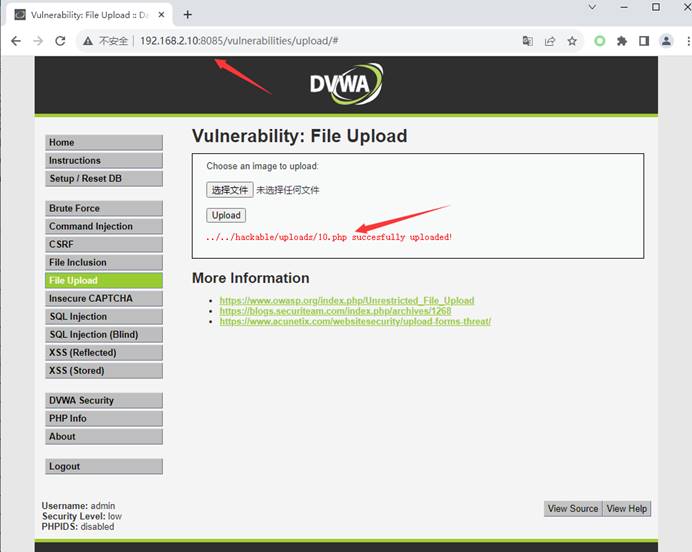 Vulnerability: File Upload :: Da
不安全 | 192.168.2.10:8085/vulnerabilities/upload/#
DVWA
Vulnerability: File Upload
Choose an image to upload:
选择文件 未选择任何文件
Upload
../../hackable/uploads/10.php succesfully uploaded!
More Information
https://www.owasp.org/index.php/Unrestricted_File_Upload
https://blogs.securiteam.com/index.php/archives/1268
https://www.acunetix.com/websitesecurity/upload-forms-threat/
Home
Instructions
Setup / Reset DB
Brute Force
Command Injection
CSRF
File Inclusion
File Upload
Insecure CAPTCHA
SQL Injection
SQL Injection (Blind)
XSS (Reflected)
XSS (Stored)
DVWA Security
PHP Info
About
Logout
Username: admin
Security Level: low
PHPIDS: disabled
View Source View Help